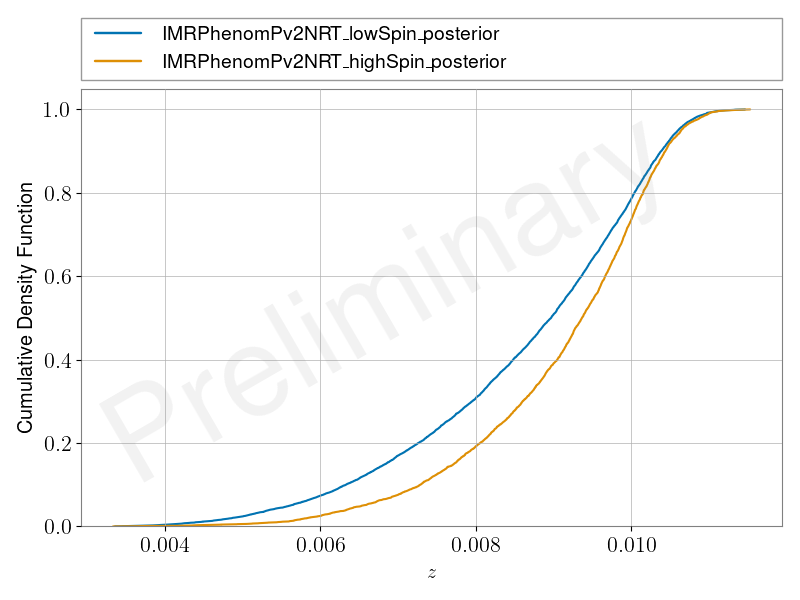 IMRPhenomPv2NRT_lowSpin_posterior
IMRPhenomPv2NRT_highSpin_posterior
1.0
0.8
0.6
0.4
0.2
0.0
Cumulative Density Function
Preliminary
0.004 0.006 0.008 0.010
z